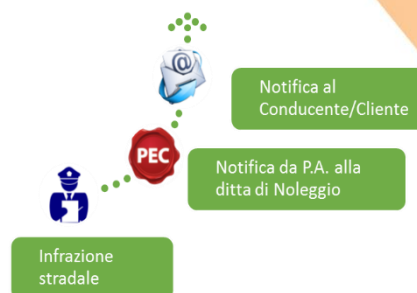 @
Notifica al
Conducente/Cliente
PEC
Notifica da P.A. alla
ditta di Noleggio
Infrazione
stradale